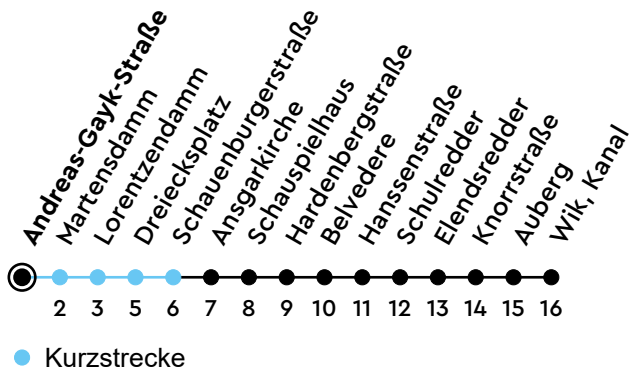 Andreas-Gayk-Straße
Martensdamm
Lorentzendamm
Dreiecksplatz
Schauenburgerstraße
Ansgarkirche
Schauspielhaus
Hardenbergstraße
Belvedere
Hanssenstraße
Schulredder
Elendsredder
Knorrstraße
Auberg
Wik, Kanal
2 3 5 6 7 8 9 10 11 12 13 14 15 16
Kurzstrecke